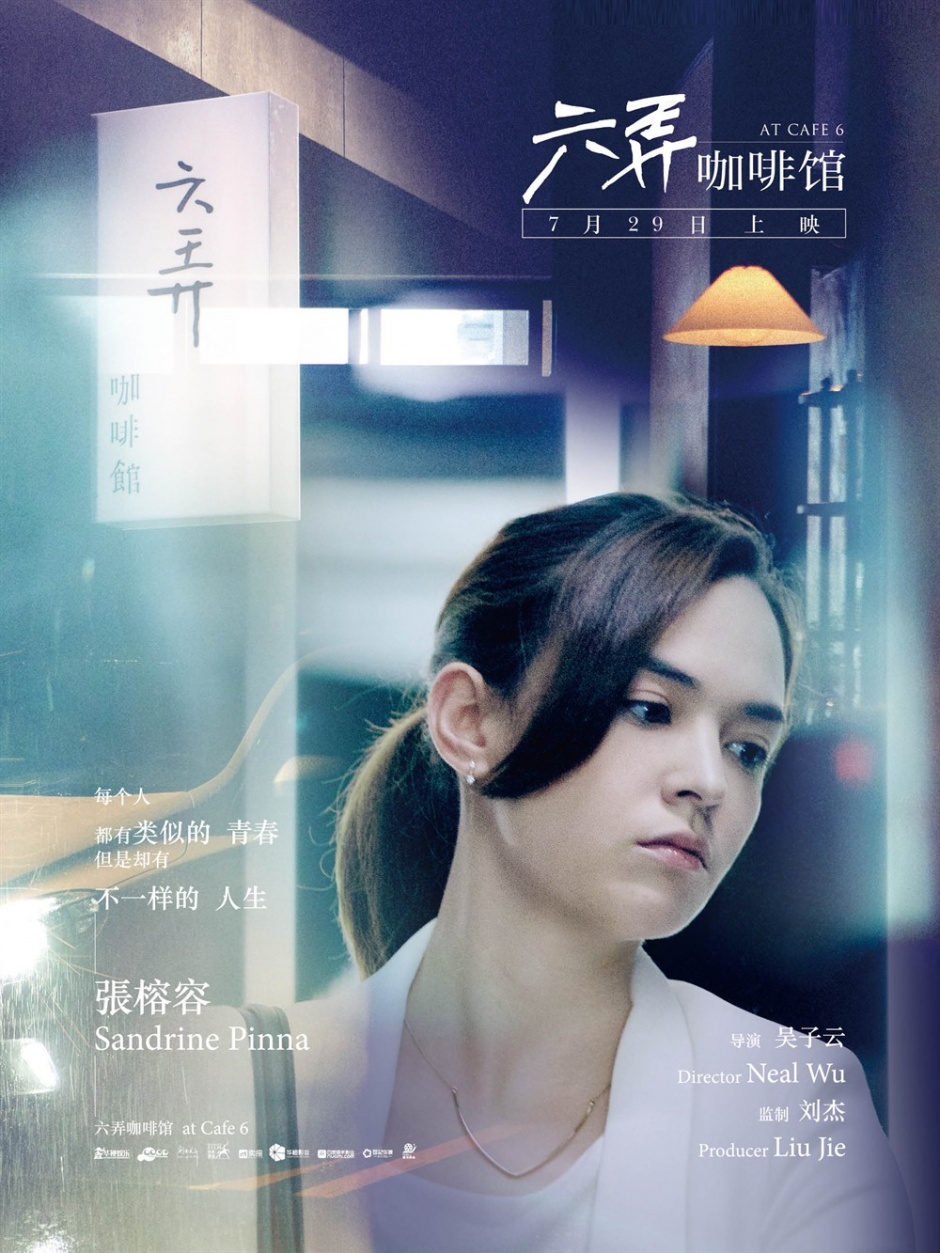 六弄
咖啡館
六弄
AT CAFE 6
咖啡馆
7月29日上映
每个人
都有类似的 青春
但是却有
不一样的 人生
張榕容
Sandrine Pinna
导演 吴子云
Director Neal Wu
监制 刘杰
Producer Liu Jie
六弄咖啡馆 at Cafe 6